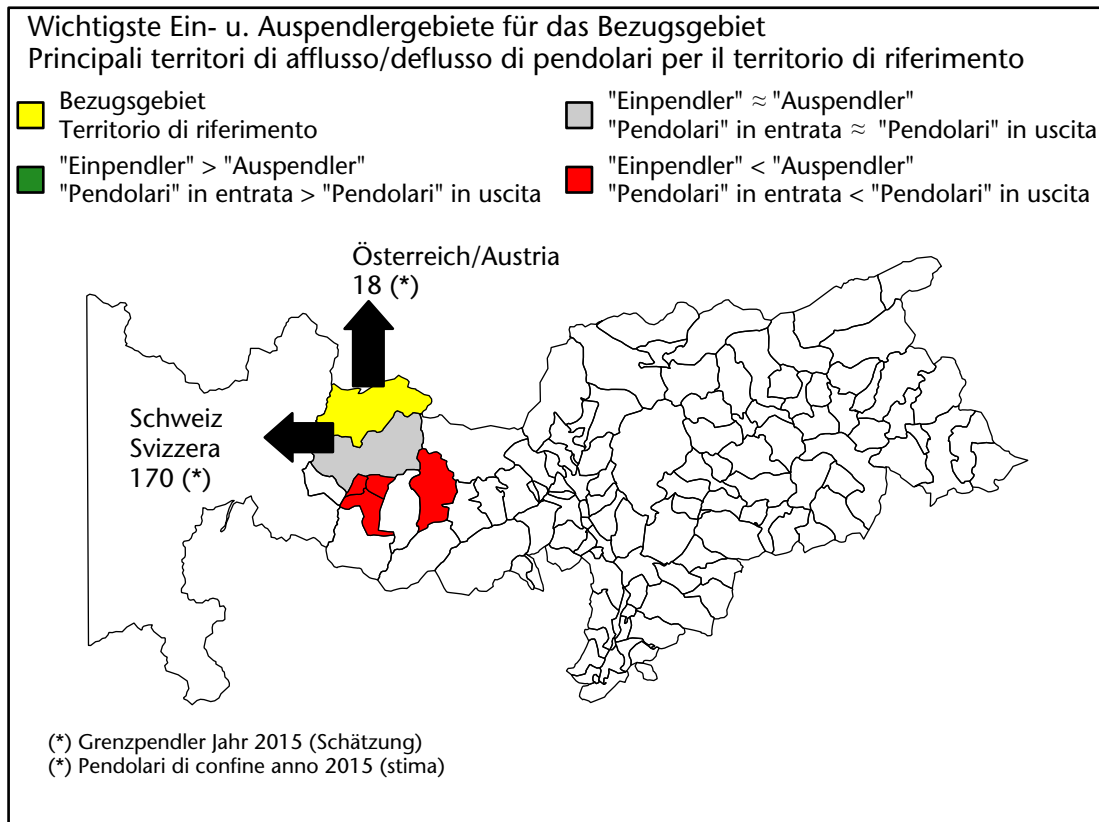 Wichtigste Ein- u. Auspendlergebiete für das Bezugsgebiet
Principali territori di afflusso/deflusso di pendolari per il territorio di riferimento
Bezugsgebiet
Territorio di riferimento
"Einpendler" > "Auspendler"
"Pendolari" in entrata > "Pendolari" in uscita
"Einpendler" ≈ "Auspendler"
"Pendolari" in entrata ≈ "Pendolari" in uscita
"Einpendler" < "Auspendler"
"Pendolari" in entrata < "Pendolari" in uscita
Österreich/Austria
18 (*)
Schweiz
Svizzera
170 (*)
(*) Grenzpendler Jahr 2015 (Schätzung)
(*) Pendolari di confine anno 2015 (stima)